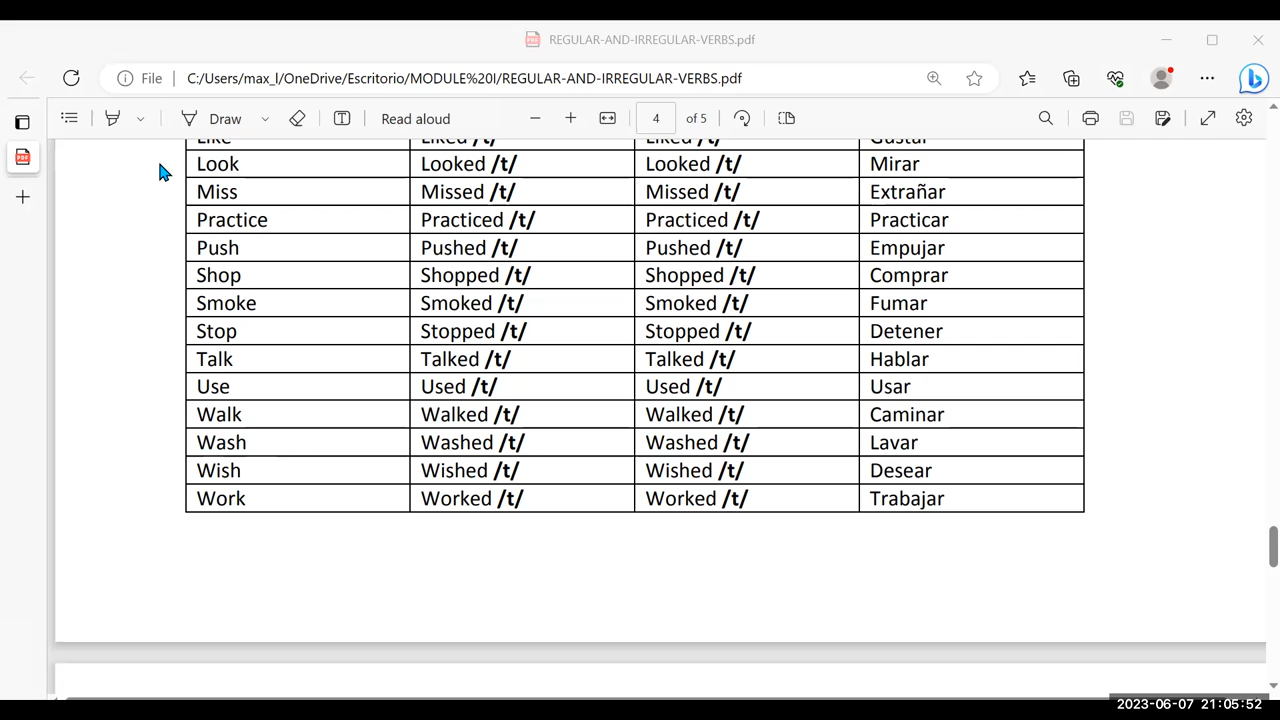 REGULAR-AND-IRREGULAR-VERBS.pdf
File C:/Users/max_l/OneDrive/Escritorio/MODULE%20I/REGULAR-AND-IRREGULAR-VERBS.pdf
Draw Read aloud 4 of 5
Like Liked /t/ Liked /t/ Gustar
Look Looked /t/ Looked /t/ Mirar
Miss Missed /t/ Missed /t/ Extrañar
Practice Practiced /t/ Practiced /t/ Practicar
Push Pushed /t/ Pushed /t/ Empujar
Shop Shopped /t/ Shopped /t/ Comprar
Smoke Smoked /t/ Smoked /t/ Fumar
Stop Stopped /t/ Stopped /t/ Detener
Talk Talked /t/ Talked /t/ Hablar
Use Used /t/ Used /t/ Usar
Walk Walked /t/ Walked /t/ Caminar
Wash Washed /t/ Washed /t/ Lavar
Wish Wished /t/ Wished /t/ Desear
Work Worked /t/ Worked /t/ Trabajar
2023-06-07 21:05:52